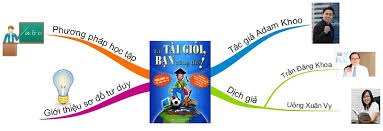 Phương pháp học tập
Giới thiệu sơ đồ tư duy
Tôi TÀI GIỎI,
BẠN cũng thế!
Tác giả Adam Khoo
Dịch giả
Trần Đăng Khoa
Uông Xuân Vy